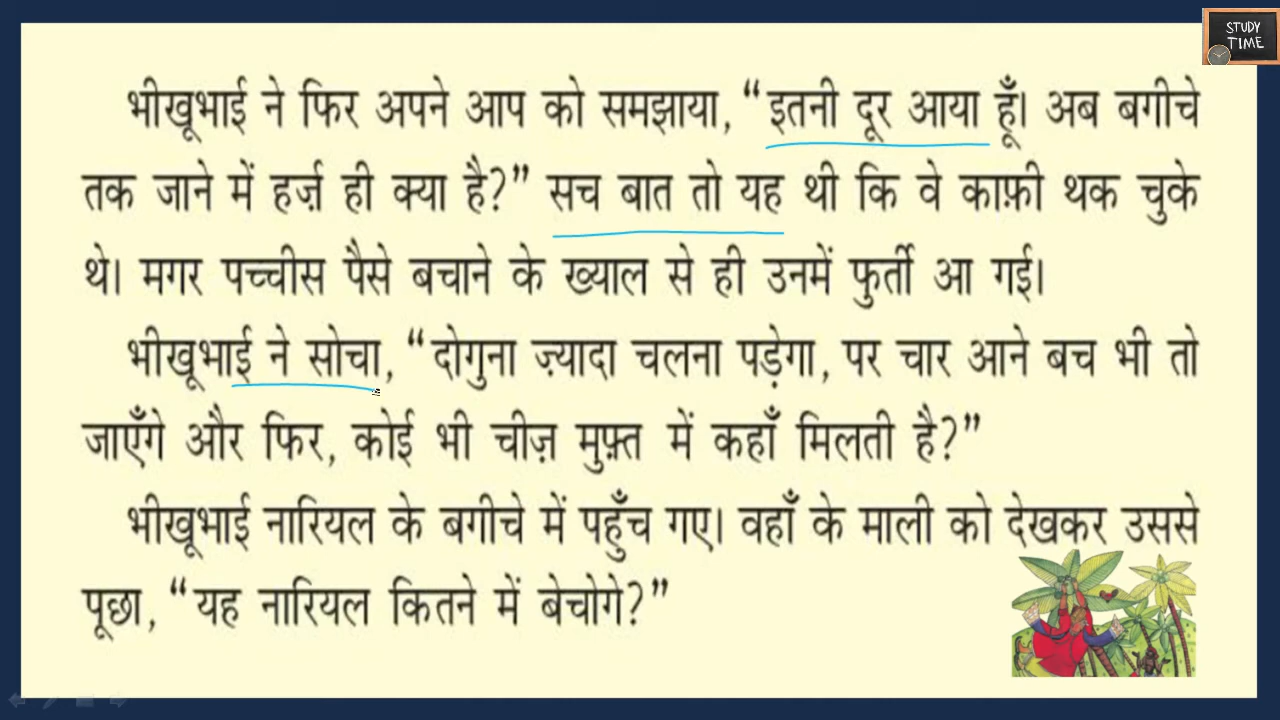 STUDY
TIME
भीखूभाई ने फिर अपने आप को समझाया, “इतनी दूर आया हूँ। अब बगीचे
तक जाने में हर्ज़ ही क्या है?” सच बात तो यह थी कि वे काफ़ी थक चुके
थे। मगर पच्चीस पैसे बचाने के ख्याल से ही उनमें फुर्ती आ गई।
भीखूभाई ने सोचा, “दोगुना ज़्यादा चलना पड़ेगा, पर चार आने बच भी तो
जाएँगे और फिर, कोई भी चीज़ मुफ़्त में कहाँ मिलती है?”
भीखूभाई नारियल के बगीचे में पहुँच गए। वहाँ के माली को देखकर उससे
पूछा, “यह नारियल कितने में बेचोगे?”